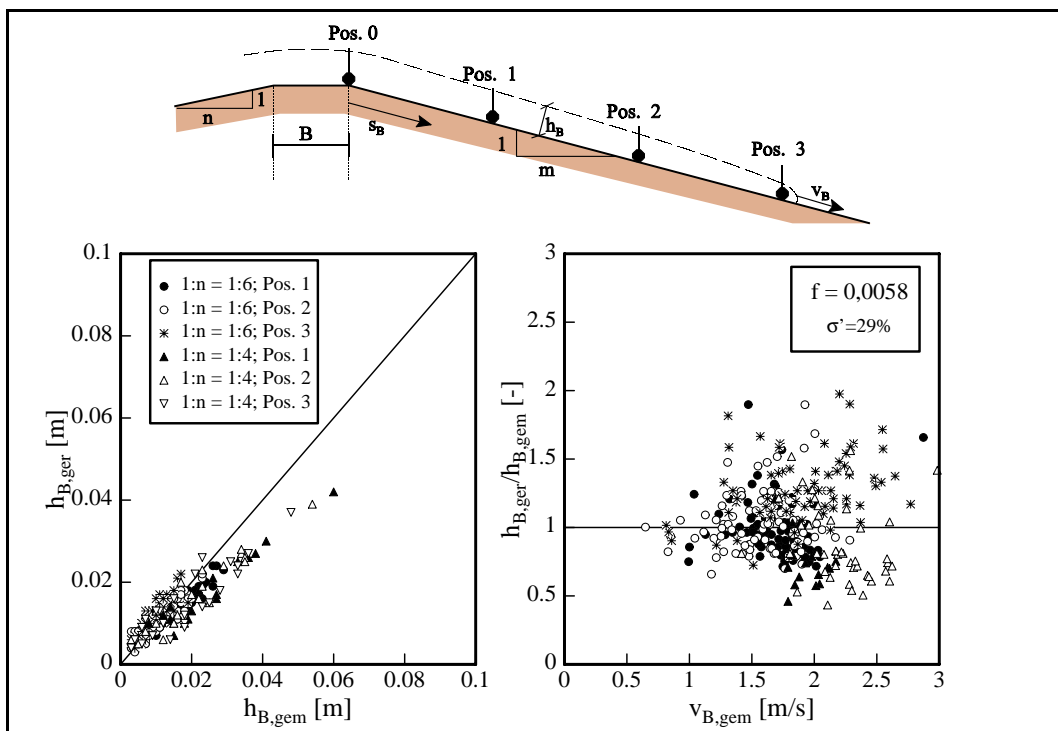 Pos. 0
Pos. 1
Pos. 2
Pos. 3
1
n
B
s_B
h_B
1
m
v_B
0.1
0.08
0.06
0.04
0.02
0
h_B,ger [m]
1:n = 1:6; Pos. 1
1:n = 1:6; Pos. 2
1:n = 1:6; Pos. 3
1:n = 1:4; Pos. 1
1:n = 1:4; Pos. 2
1:n = 1:4; Pos. 3
0 0.02 0.04 0.06 0.08 0.1
h_B,gem [m]
3
2.5
2
1.5
1
0.5
0
h_B,ger/h_B,gem [-]
f = 0,0058
σ'=29%
0 0.5 1 1.5 2 2.5 3
v_B,gem [m/s]